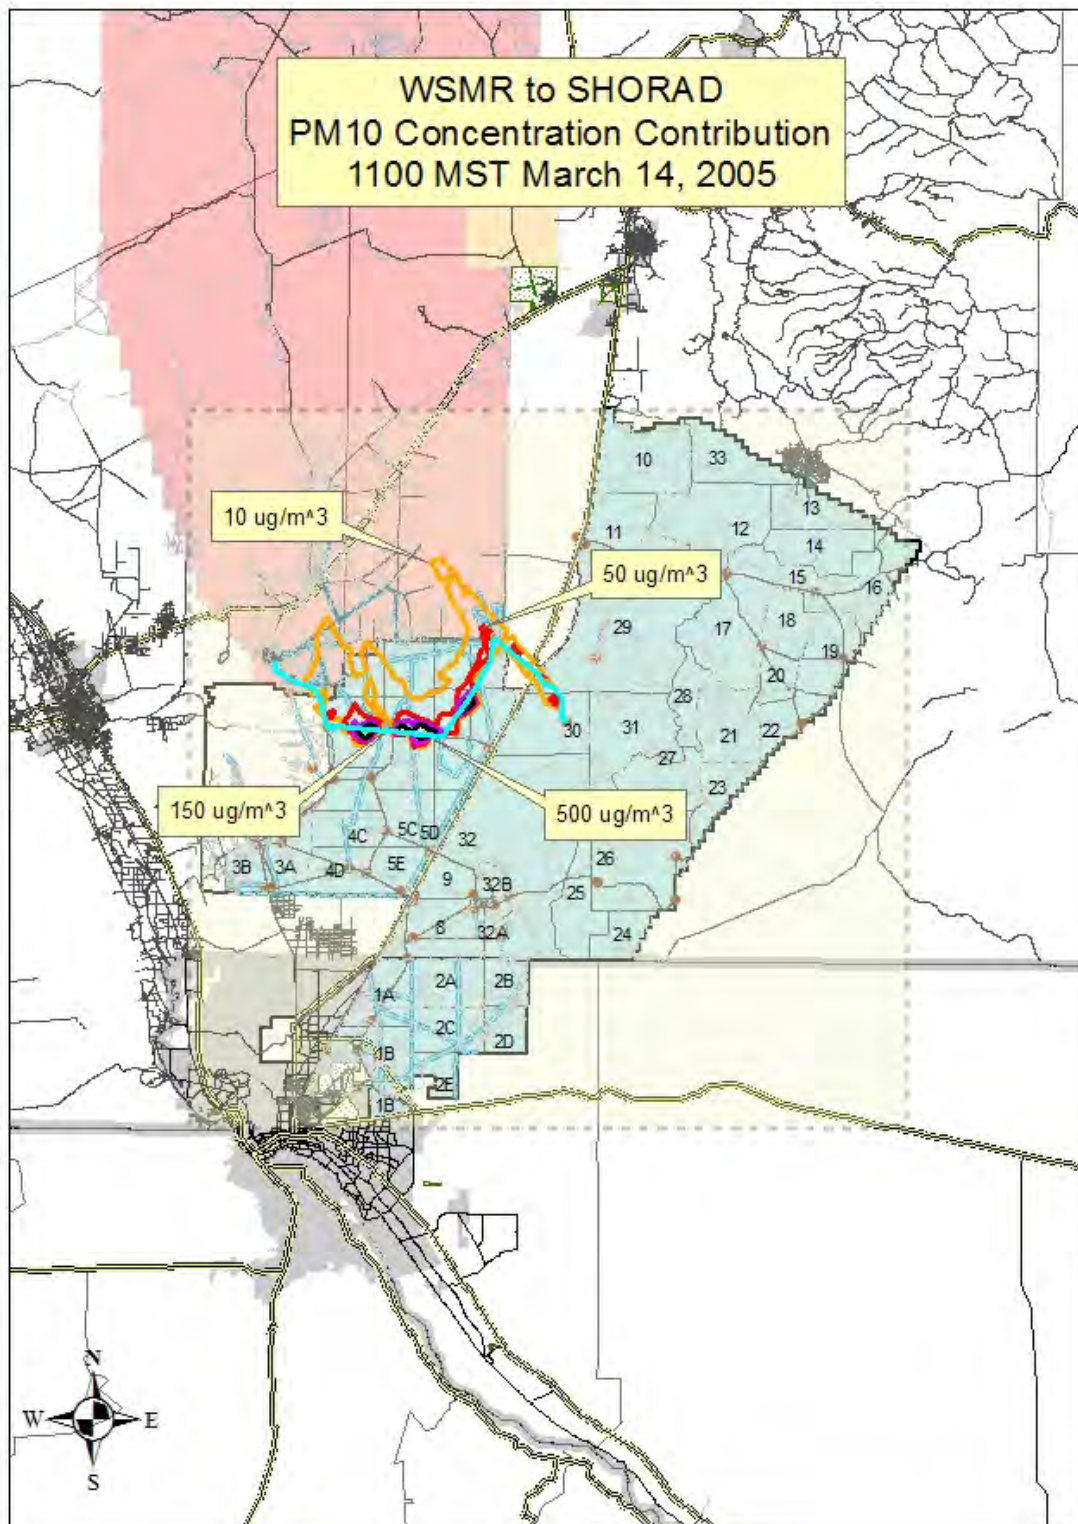 WSMR to SHORAD
PM10 Concentration Contribution
1100 MST March 14, 2005
10
33
13
10 ug/m^3
11
12
14
50 ug/m^3
15
16
29
17
18
19
20
28
30
31
21
22
27
23
150 ug/m^3
500 ug/m^3
4C
5C
5D
32
3B
3A
4D
5E
9
32B
26
25
8
32A
24
1A
2A
2B
2C
2D
1B
2E
1B
N
W
E
S